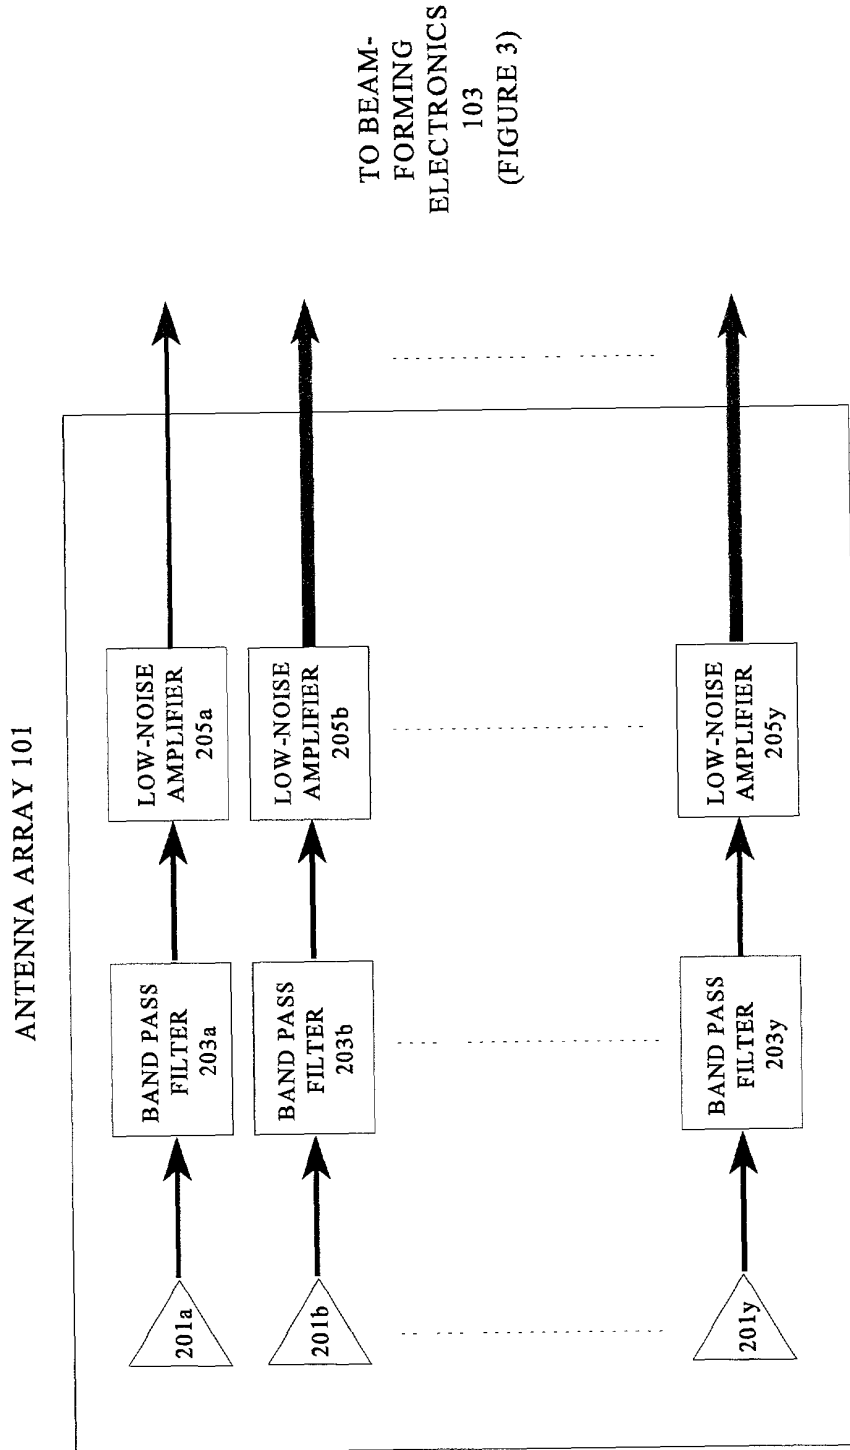 ANTENNA ARRAY 101
201a
BAND PASS
FILTER
203a
LOW-NOISE
AMPLIFIER
205a
201b
BAND PASS
FILTER
203b
LOW-NOISE
AMPLIFIER
205b
201y
BAND PASS
FILTER
203y
LOW-NOISE
AMPLIFIER
205y
TO BEAM-
FORMING
ELECTRONICS
103
(FIGURE 3)